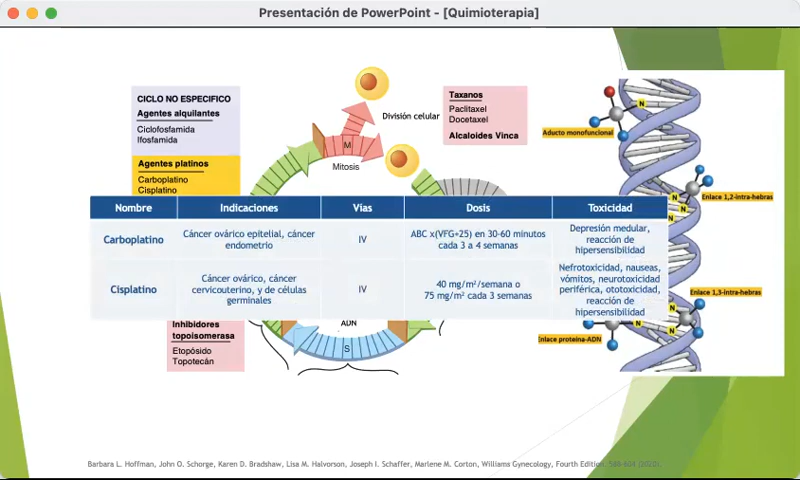 Presentación de PowerPoint - [Quimioterapia]
CICLO NO ESPECIFICO
Agentes alquilantes
Ciclofosfamida
Ifosfamida
Agentes platinos
Carboplatino
Cisplatino
M
Mitosis
División celular
Taxanos
Paclitaxel
Docetaxel
Alcaloides Vinca
N
Aducto monofuncional
Enlace 1,2-intra-hebras
N
N
Nombre Indicaciones Vías Dosis Toxicidad
Carboplatino
Cáncer ovárico epitelial, cáncer
endometrio
IV
ABC x(VFG+25) en 30-60 minutos
cada 3 a 4 semanas
Depresión medular,
reacción de
hipersensibilidad
Cisplatino
Cáncer ovárico, cáncer
cervicouterino, y de células
germinales
IV
40 mg/m²/semana o
75 mg/m² cada 3 semanas
Nefrotoxicidad, nauseas,
vómitos, neurotoxicidad
periférica, ototoxicidad,
reacción de
hipersensibilidad
Enlace 1,3-intra-hebras
N
N
N
Enlace proteína-ADN
Inhibidores
topoisomerasa
Etopósido
Topotecán
ADN
S
Barbara L. Hoffman, John O. Schorge, Karen D. Bradshaw, Lisa M. Halvorson, Joseph I. Schaffer, Marlene M. Corton, Williams Gynecology, Fourth Edition,